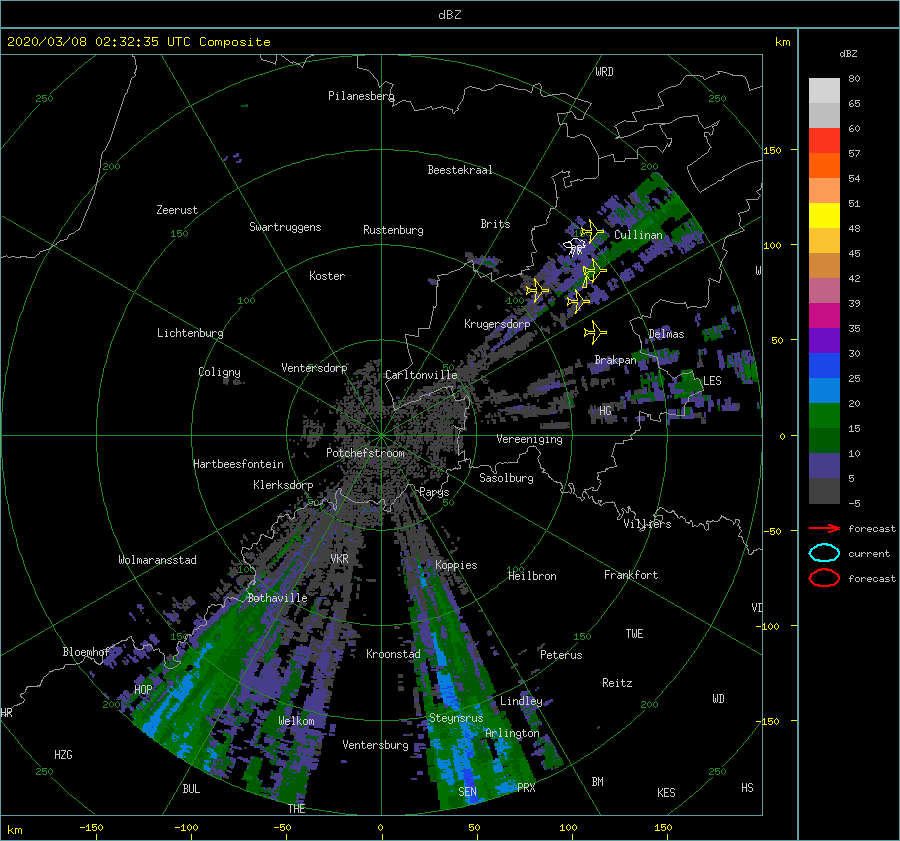 dBZ
2020/03/08 02:32:35 UTC Composite
km
dBZ
WRD
80
250
Pilanesberg
250
65
60
150
57
200
Beestekraal
200
54
Zeerust
51
150
Swartruggens
Rustenburg
Brits
Cullinan
48
100
45
Koster
42
100
100
39
Krugersdorp
35
Lichtenburg
Delmas
50
30
Coligny
Ventersdorp
Carltonville
50
Brakpan
LES
25
20
HG
15
Vereeniging
0
Potchefstroom
10
Hartbeesfontein
Sasolburg
5
Klerksdorp
Parys
50
50
-5
Villiers
forecast
-50
Wolmaransstad
VKR
Koppies
current
100
Heilbron
100
Frankfort
forecast
Bothaville
VD
-100
150
150
TWE
Bloemhof
Kroonstad
Peterus
HOP
Reitz
200
Lindley
200
WD
HR
Welkom
Steynsrus
-150
Arlington
HZG
Ventersburg
250
250
BUL
SEN
PRX
BM
KES
HS
THE
km
-150
-100
-50
0
50
100
150